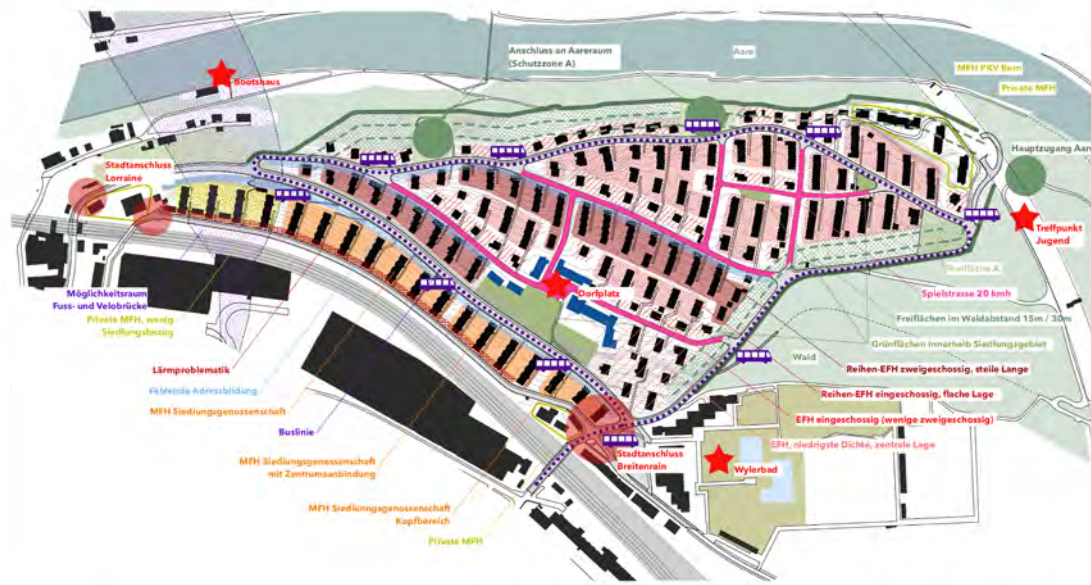 Anschluss an Aareraum
(Schutzzone A)
Aare
MFH PKV Bern
Private MFH
Bootshaus
Stadtanschluss
Lorraine
Hauptzugang Aare
Treffpunkt
Jugend
Dorfplatz
Möglichkeitsraum
Fuss- und Velobrücke
Private MFH, wenig
Siedlungsbezug
Freifläche A
Spielstrasse 20 kmh
Freiflächen im Waldabstand 15m / 30m
Grünflächen innerhalb Siedlungsgebiet
Wald
Lärmproblematik
Reihen-EFH zweigeschossig, steile Lange
Fehlende Adressbildung
Reihen-EFH eingeschossig, flache Lage
MFH Siedlungsgenossenschaft
EFH eingeschossig (wenige zweigeschossig)
Buslinie
EFH, niedrigste Dichte, zentrale Lage
MFH Siedlungsgenossenschaft
mit Zentrumsanbindung
Stadtanschluss
Breitenrain
Wylerbad
MFH Siedlunngsgenossenschaft
Kopfbereich
Private MFH